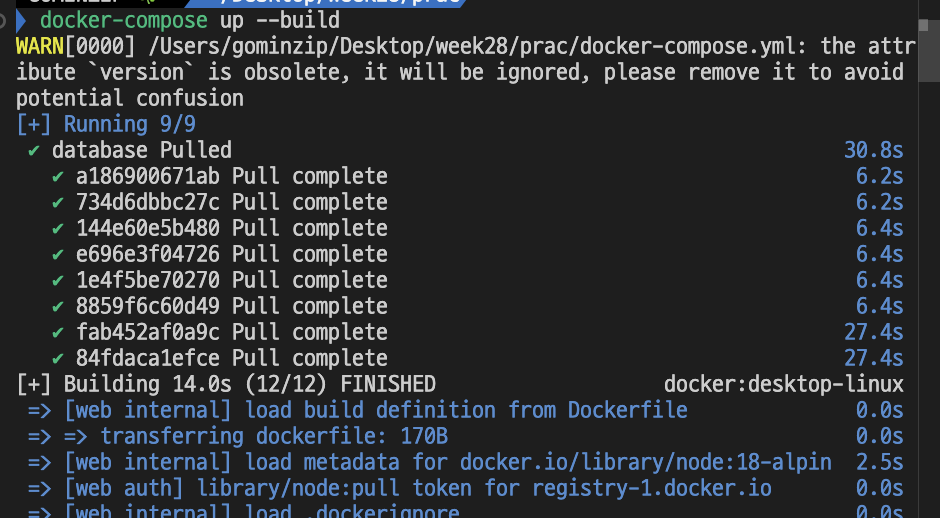 docker-compose up --build
WARN[0000] /Users/gominzip/Desktop/week28/prac/docker-compose.yml: the attr
ibute `version` is obsolete, it will be ignored, please remove it to avoid
potential confusion
[+] Running 9/9
✔ database Pulled 30.8s
✔ a186900671ab Pull complete 6.2s
✔ 734d6dbbc27c Pull complete 6.2s
✔ 144e60e5b480 Pull complete 6.4s
✔ e696e3f04726 Pull complete 6.4s
✔ 1e4f5be70270 Pull complete 6.4s
✔ 8859f6c60d49 Pull complete 6.4s
✔ fab452af0a9c Pull complete 27.4s
✔ 84fdaca1efce Pull complete 27.4s
[+] Building 14.0s (12/12) FINISHED docker:desktop-linux
=> [web internal] load build definition from Dockerfile 0.0s
=> => transferring dockerfile: 170B 0.0s
=> [web internal] load metadata for docker.io/library/node:18-alpin 2.5s
=> [web auth] library/node:pull token for registry-1.docker.io 0.0s
=> [web internal] load .dockerignore 0.0s